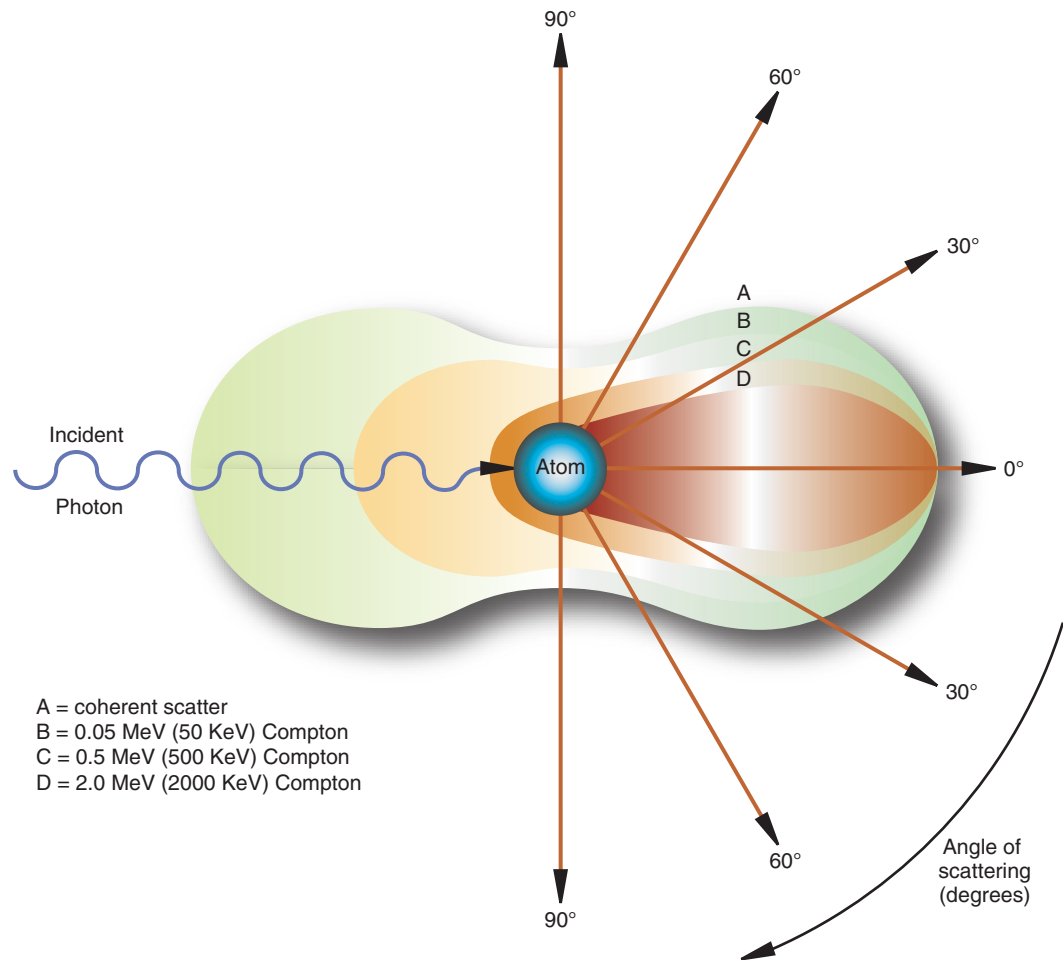 90°
60°
30°
A
B
C
D
Incident
Photon
Atom
0°
30°
A = coherent scatter
B = 0.05 MeV (50 KeV) Compton
C = 0.5 MeV (500 KeV) Compton
D = 2.0 MeV (2000 KeV) Compton
60°
90°
Angle of
scattering
(degrees)